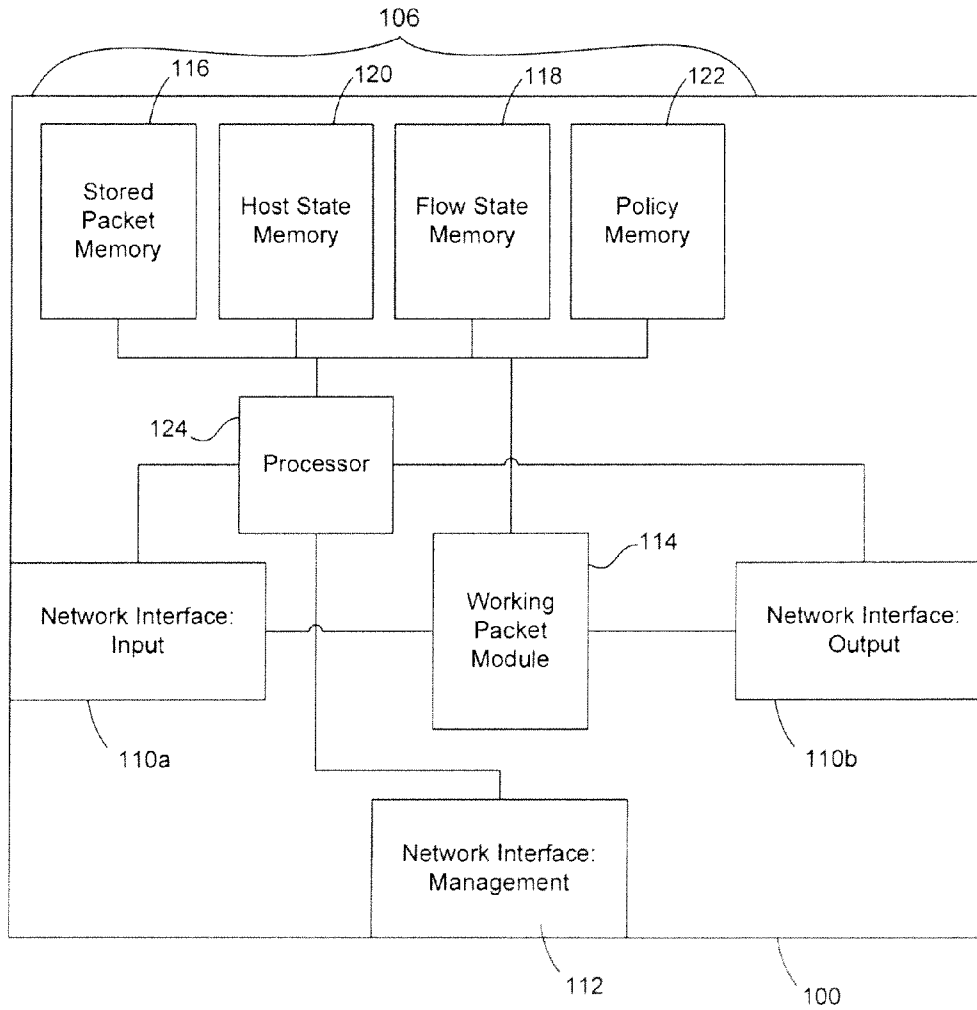 106
116
120
118
122
Stored
Packet
Memory
Host State
Memory
Flow State
Memory
Policy
Memory
124
Processor
114
Network Interface:
Input
Working
Packet
Module
Network Interface:
Output
110a
110b
Network Interface:
Management
112
100